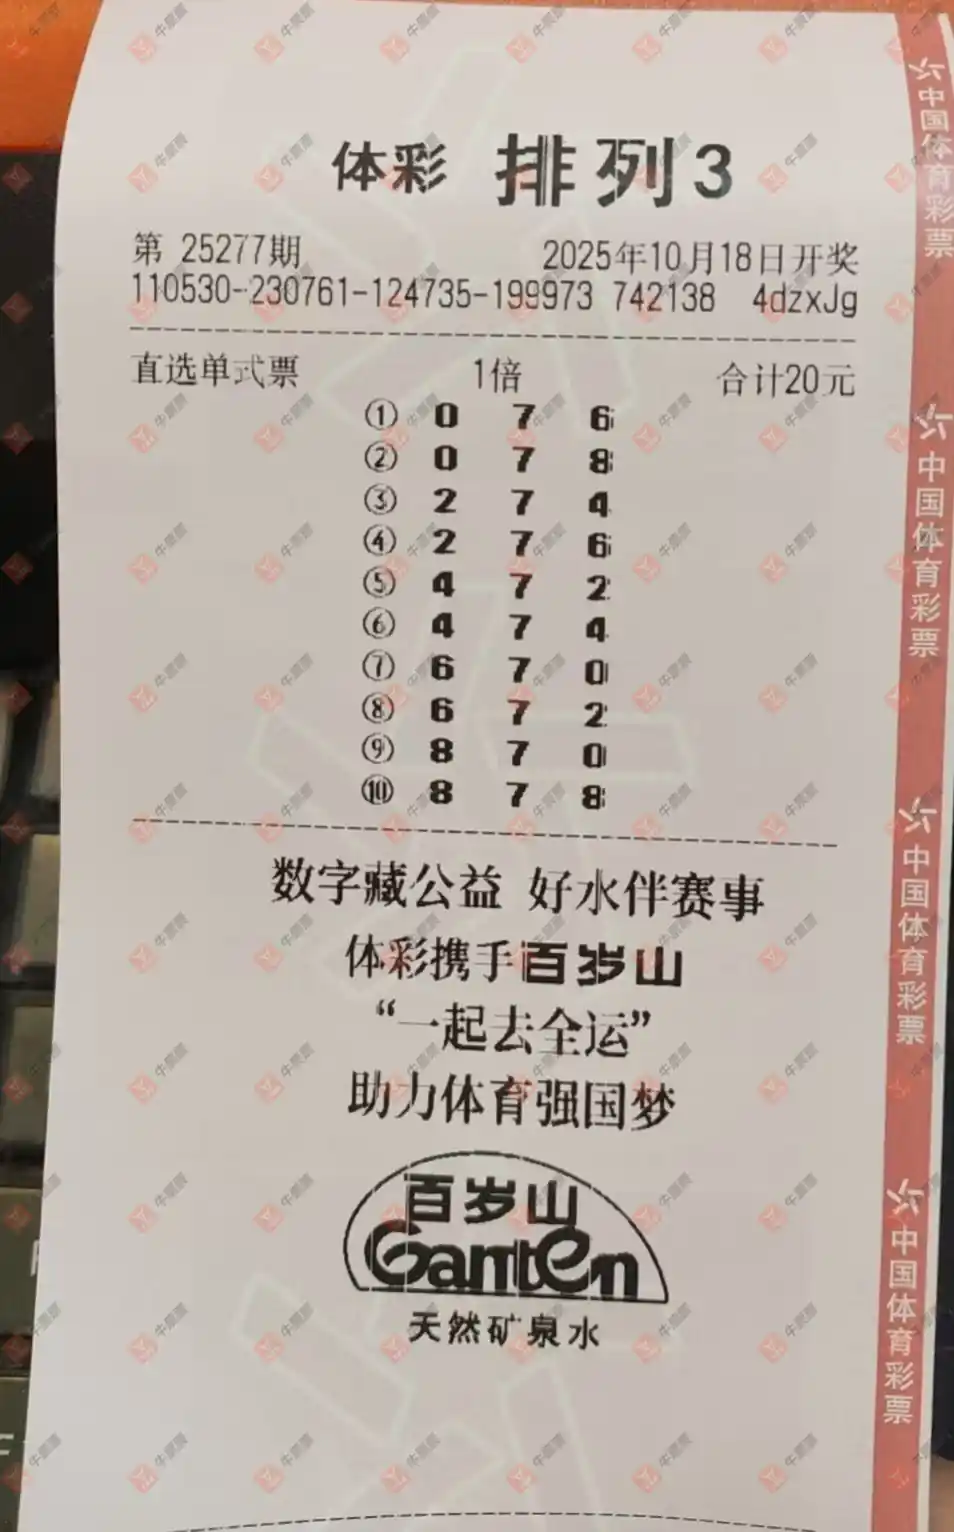 体彩 排列3
第 25277期 2025年10月18日开奖
110530-230761-124735-199973 742138 4dzxJg
直选单式票 1倍 合计20元
① 0 7 6
② 0 7 8
③ 2 7 4
④ 2 7 6
⑤ 4 7 2
⑥ 4 7 4
⑦ 6 7 0
⑧ 6 7 2
⑨ 8 7 0
⑩ 8 7 8
数字藏公益 好水伴赛事
体彩携手百岁山
“一起去全运”
助力体育强国梦
百岁山
Ganten
天然矿泉水
中国体育彩票
中国体育彩票
中国体育彩票
中国体育彩票